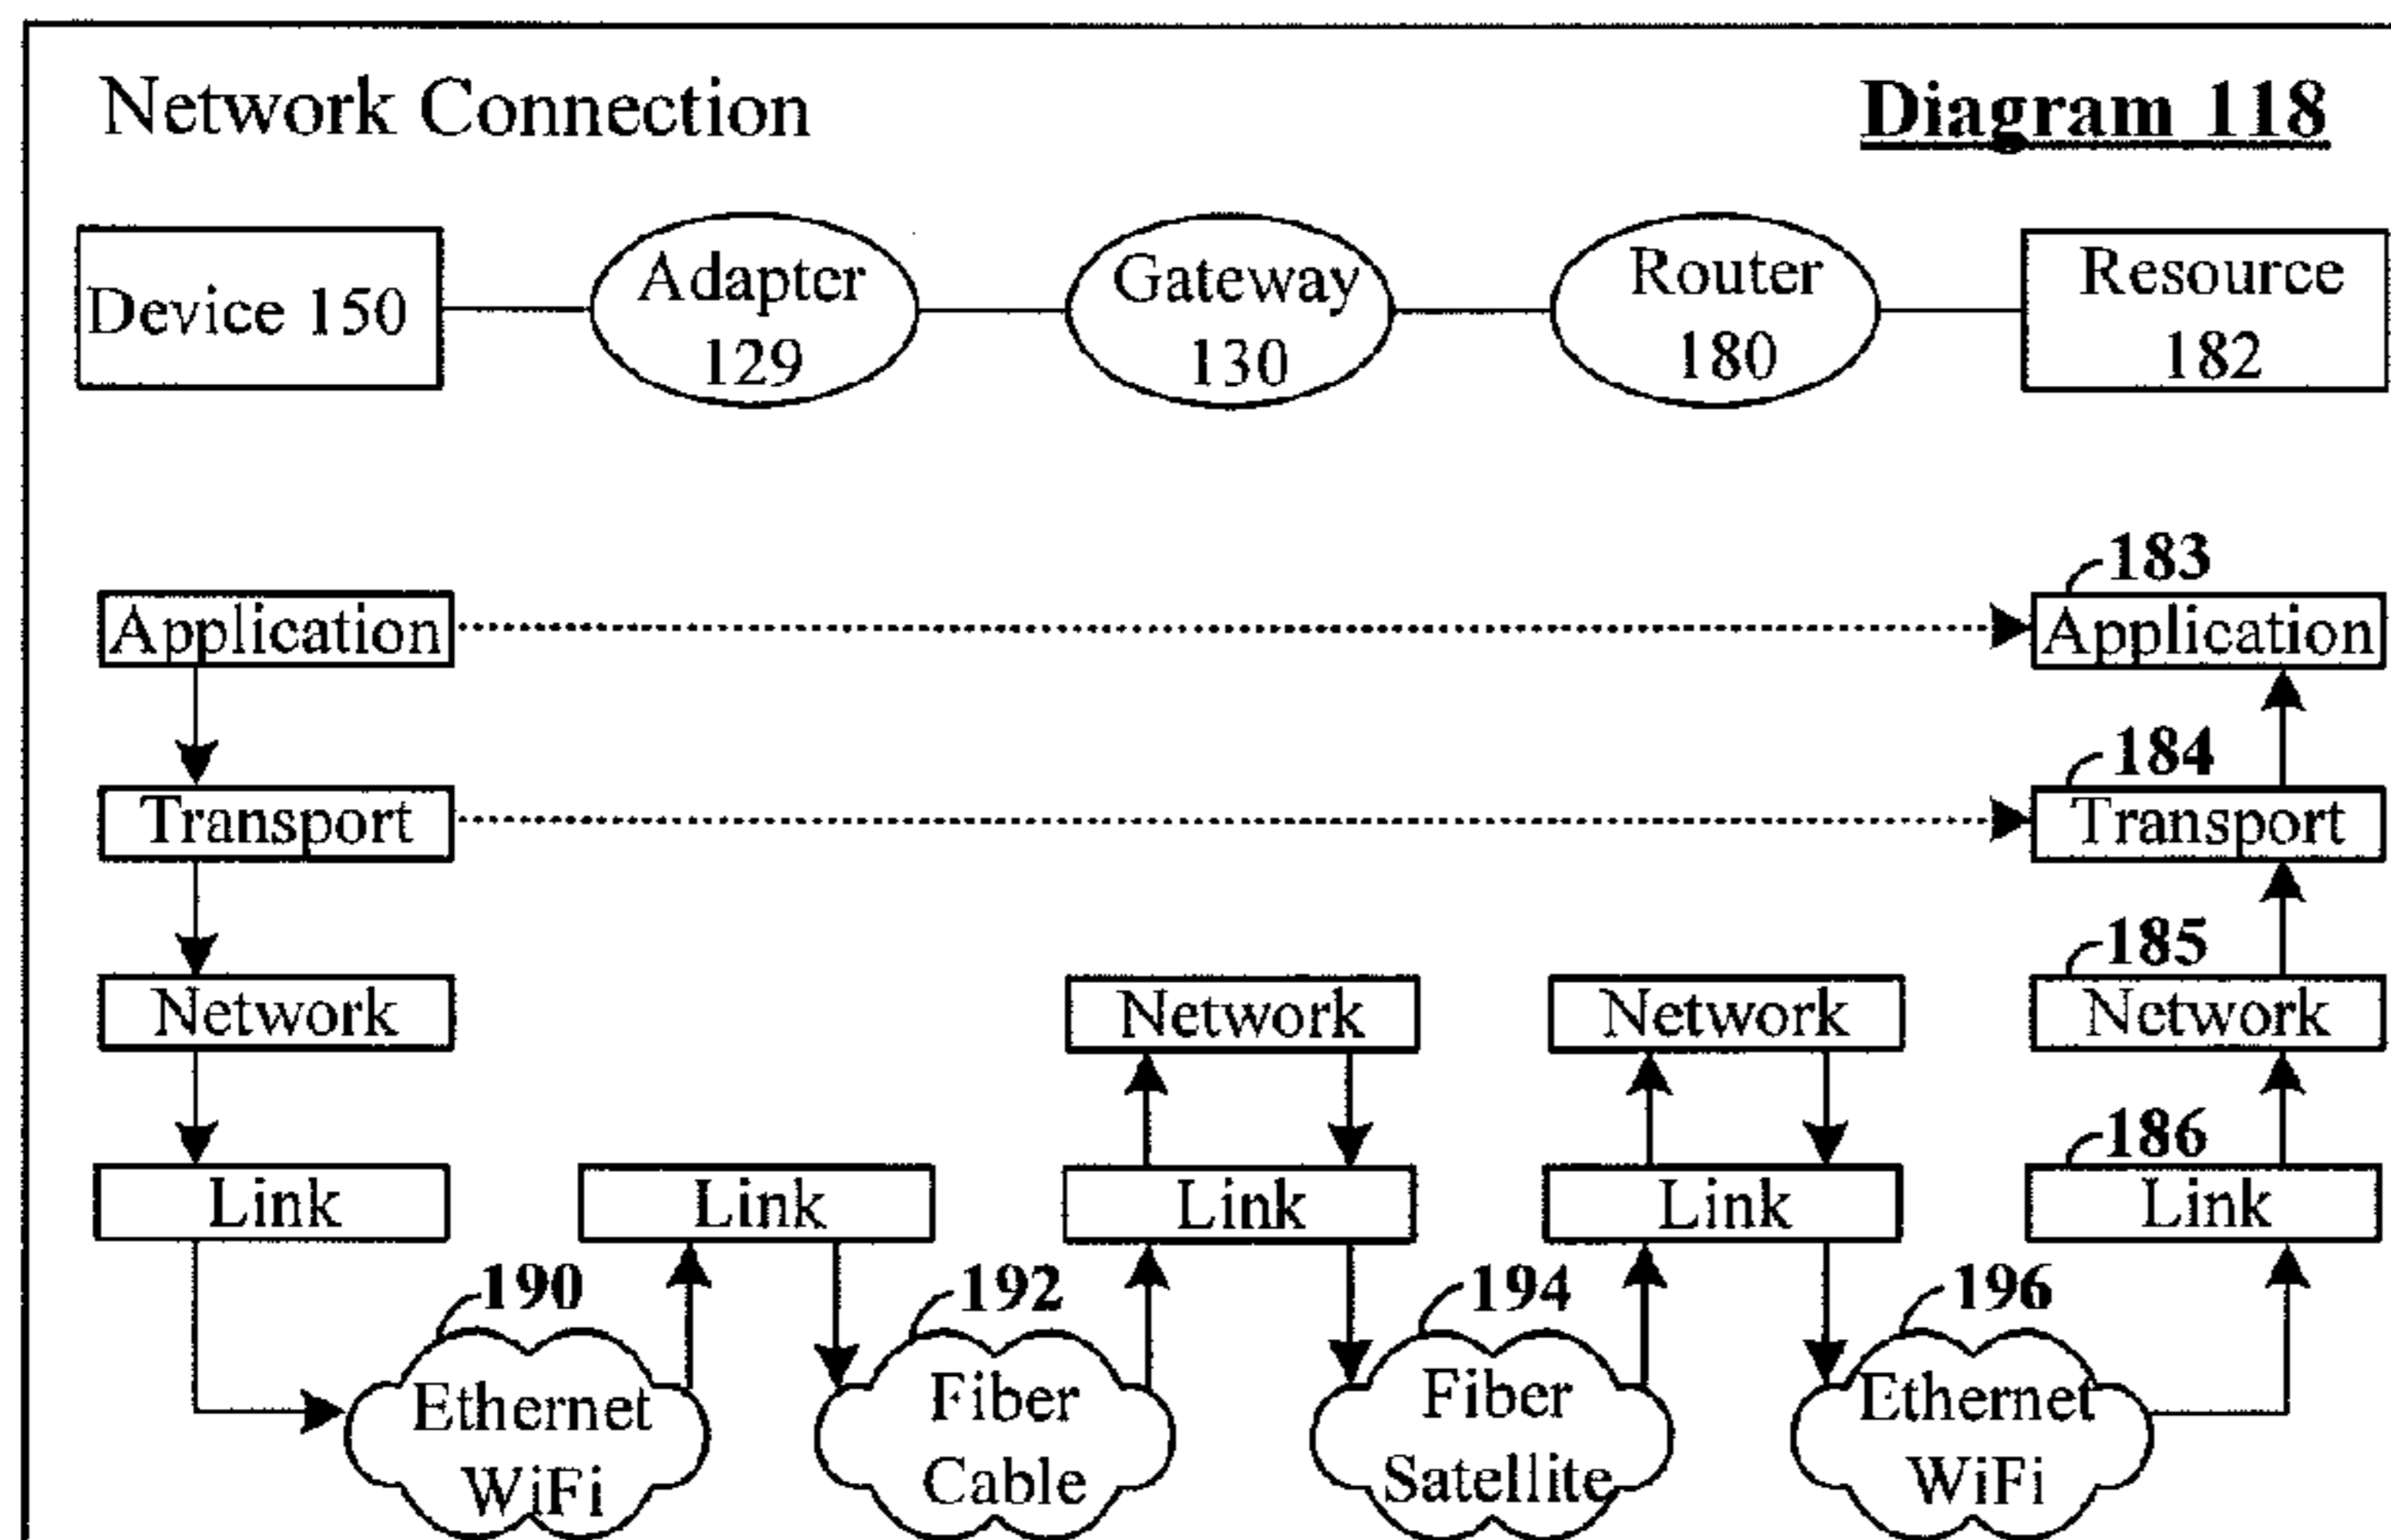 Network Connection
Diagram 118
Device 150
Adapter
129
Gateway
130
Router
180
Resource
182
183
Application
Application
184
Transport
Transport
185
Network
Network
Network
Network
186
Link
Link
Link
Link
Link
190
192
194
196
Ethernet
WiFi
Fiber
Cable
Fiber
Satellite
Ethernet
WiFi